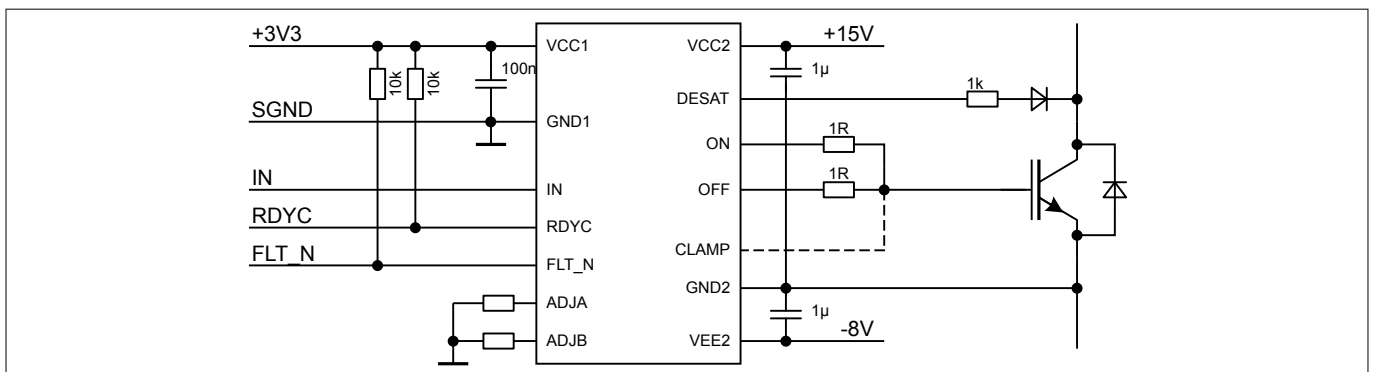 +3V3
VCC1
VCC2
+15V
10k
10k
100n
1µ
DESAT
1k
SGND
GND1
ON
1R
IN
IN
OFF
1R
RDYC
RDYC
CLAMP
FLT_N
FLT_N
GND2
ADJA
1µ
ADJB
VEE2
-8V